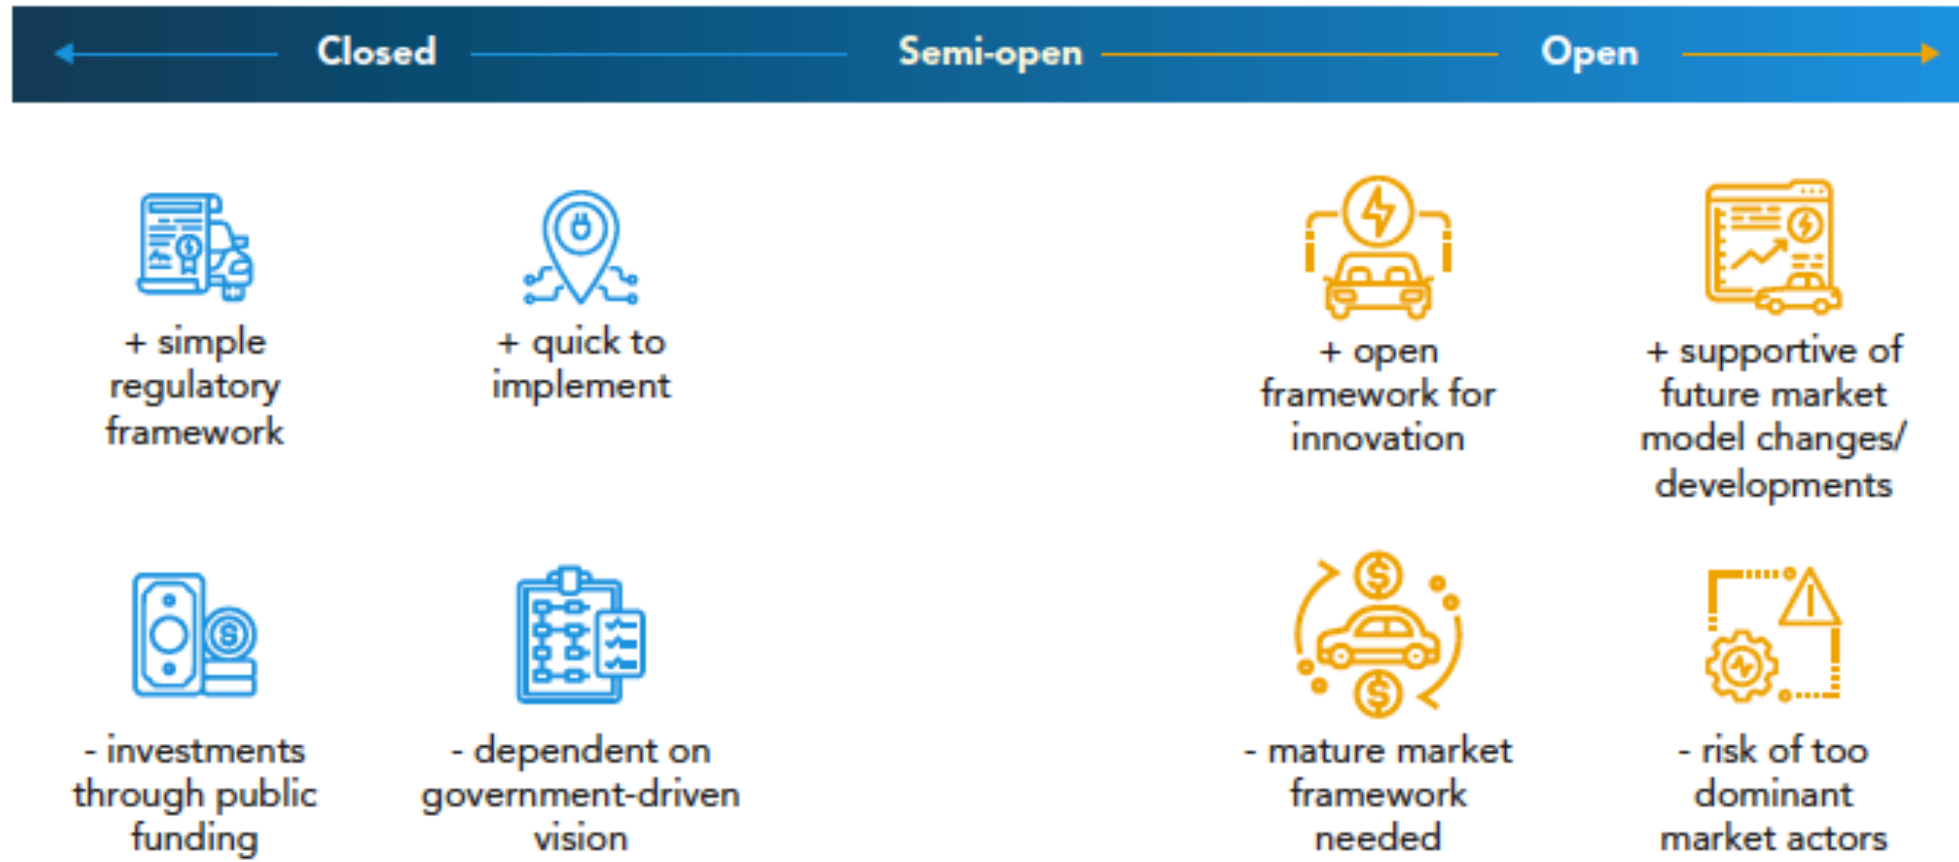 Closed
Semi-open
Open
+ simple
regulatory
framework
+ quick to
implement
+ open
framework for
innovation
+ supportive of
future market
model changes/
developments
- investments
through public
funding
- dependent on
government-driven
vision
- mature market
framework
needed
- risk of too
dominant
market actors